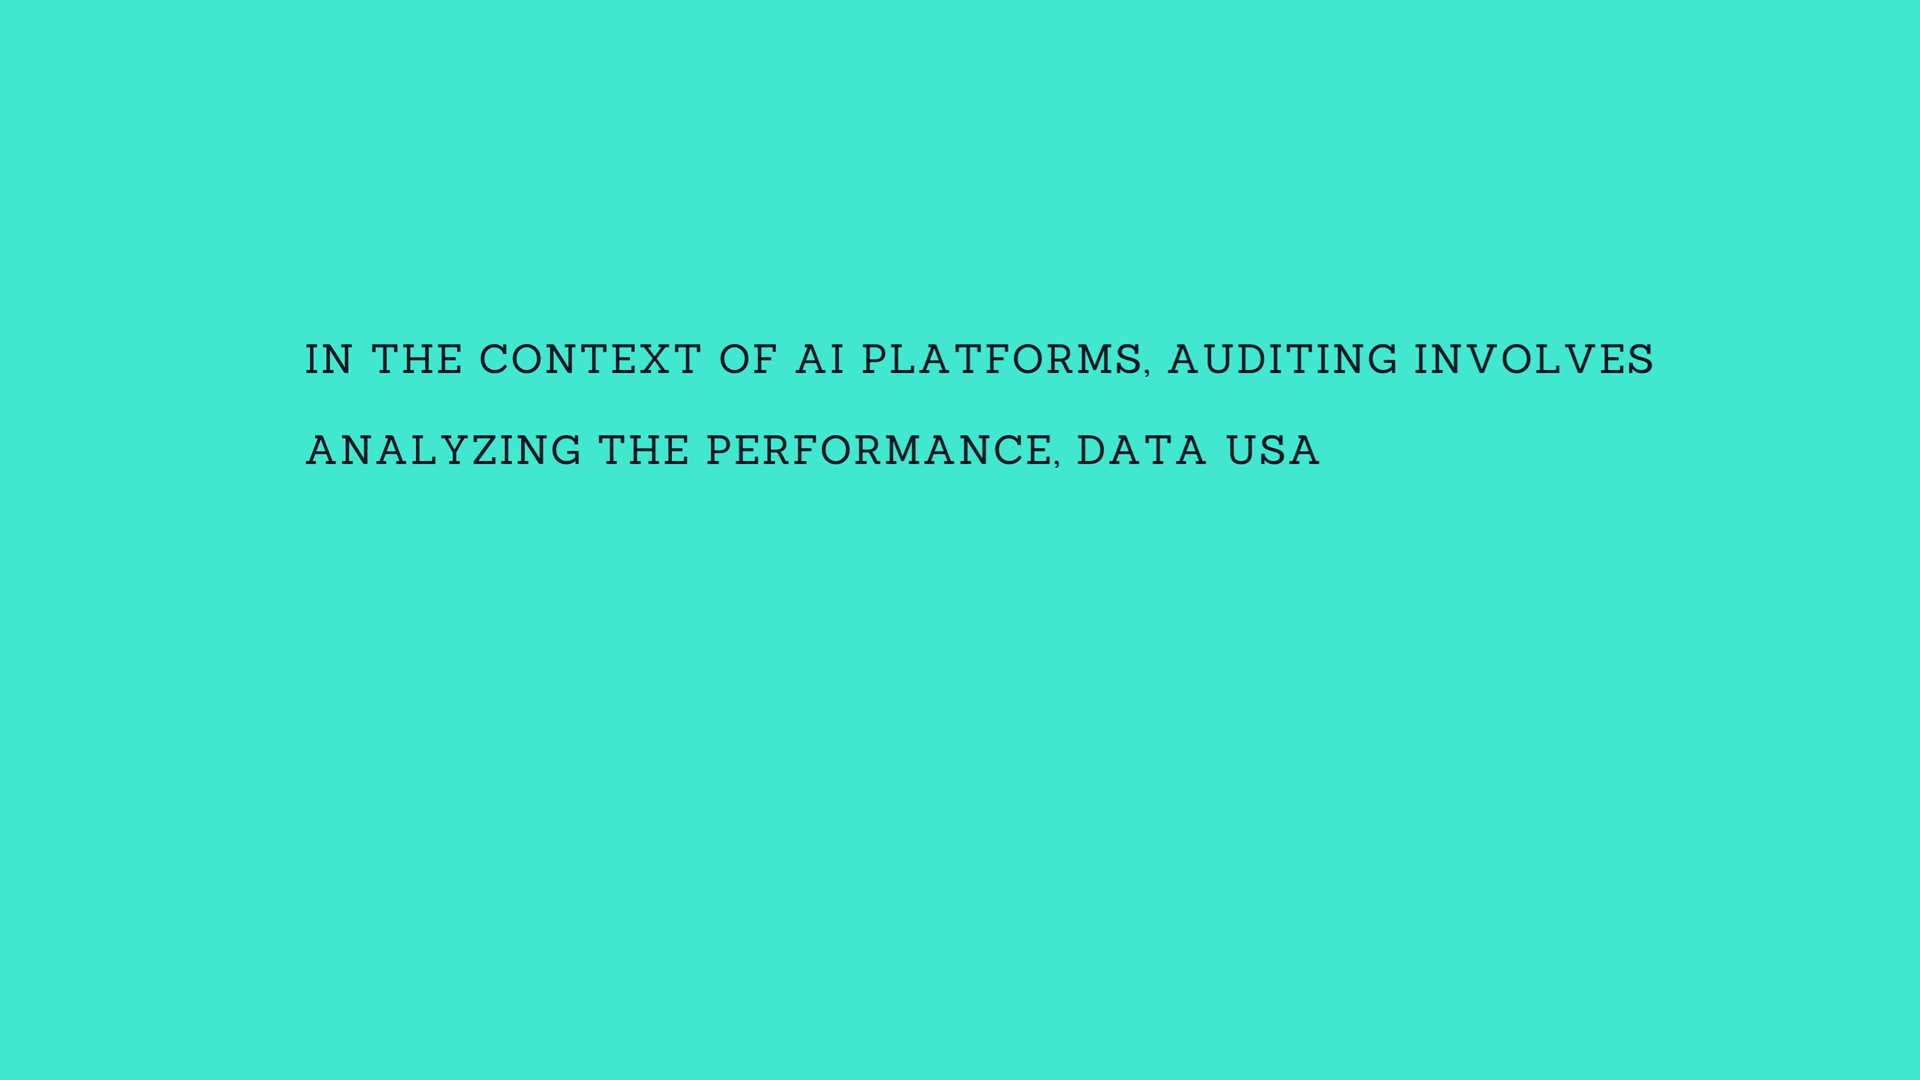 IN THE CONTEXT OF AI PLATFORMS, AUDITING INVOLVES
ANALYZING THE PERFORMANCE, DATA USA